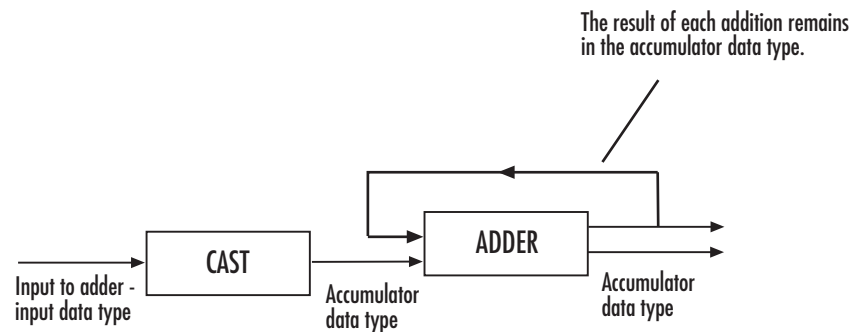 The result of each addition remains
in the accumulator data type.
CAST
ADDER
Input to adder -
input data type
Accumulator
data type
Accumulator
data type